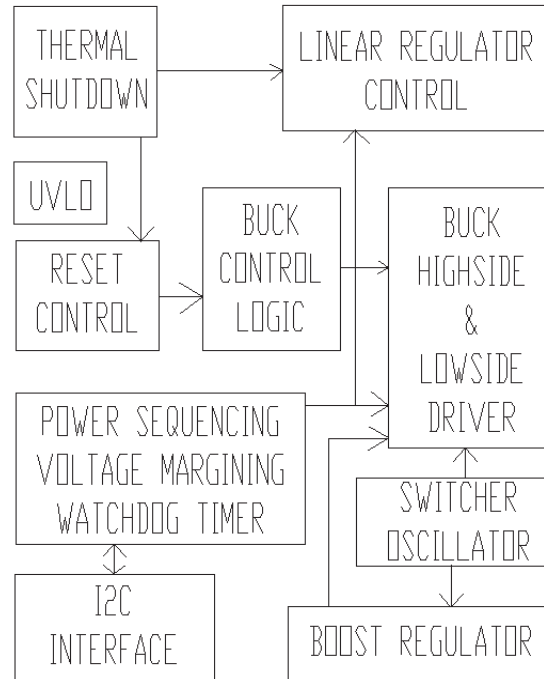 THERMAL
SHUTDOWN
LINEAR REGULATOR
CONTROL
UVLO
RESET
CONTROL
BUCK
CONTROL
LOGIC
BUCK
HIGHSIDE
&
LOWSIDE
DRIVER
POWER SEQUENCING
VOLTAGE MARGINING
WATCHDOG TIMER
SWITCHER
OSCILLATOR
I2C
INTERFACE
BOOST REGULATOR